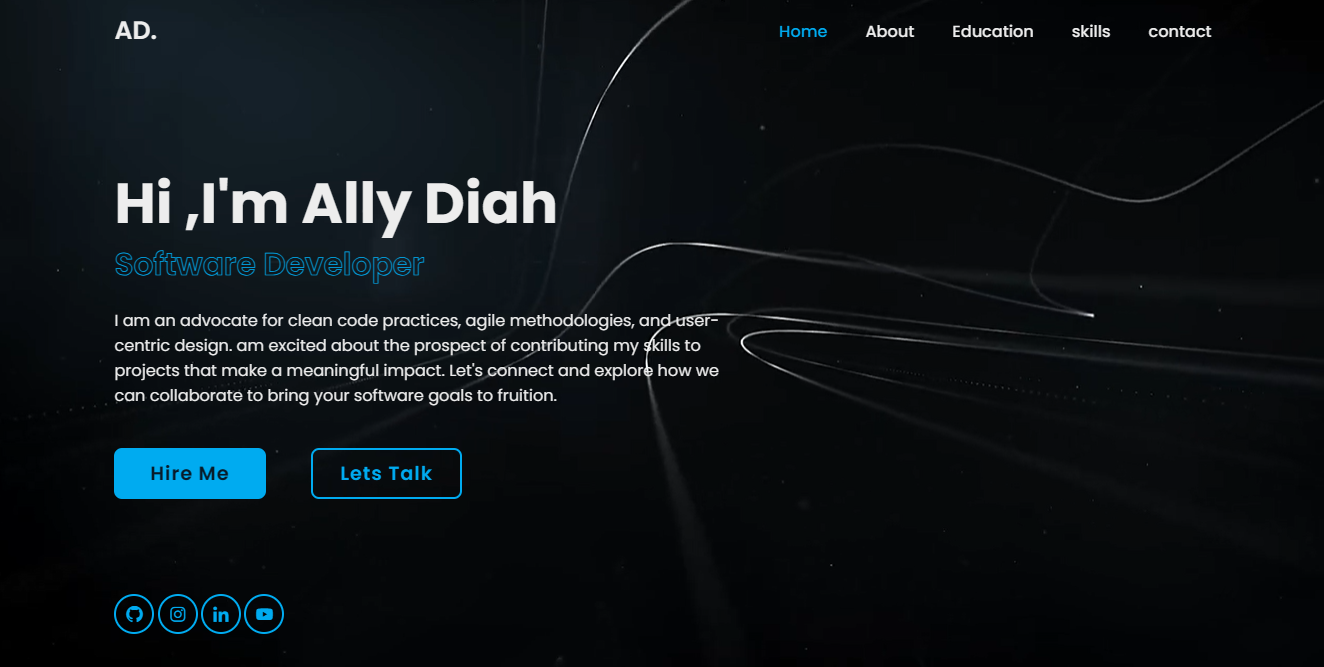 AD.
Home About Education skills contact
Hi ,I'm Ally Diah
Software Developer
I am an advocate for clean code practices, agile methodologies, and user-
centric design. am excited about the prospect of contributing my skills to
projects that make a meaningful impact. Let's connect and explore how we
can collaborate to bring your software goals to fruition.
Hire Me Lets Talk